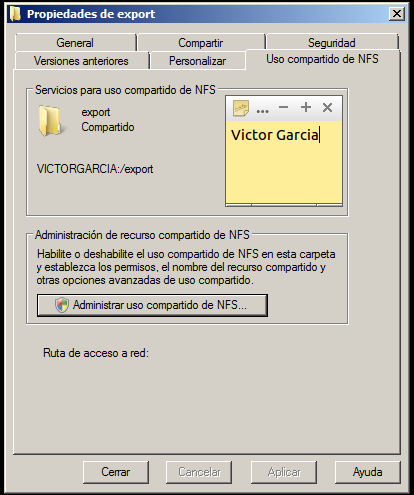 Propiedades de export
General Compartir Seguridad
Versiones anteriores Personalizar Uso compartido de NFS
Servicios para uso compartido de NFS
export
Compartido
VICTORGARCIA:/export
... − + ×
Victor Garcia
Administración de recurso compartido de NFS
Habilite o deshabilite el uso compartido de NFS en esta carpeta
y establezca los permisos, el nombre del recurso compartido y
otras opciones avanzadas de uso compartido.
Administrar uso compartido de NFS...
Ruta de acceso a red:
Cerrar Cancelar Aplicar Ayuda